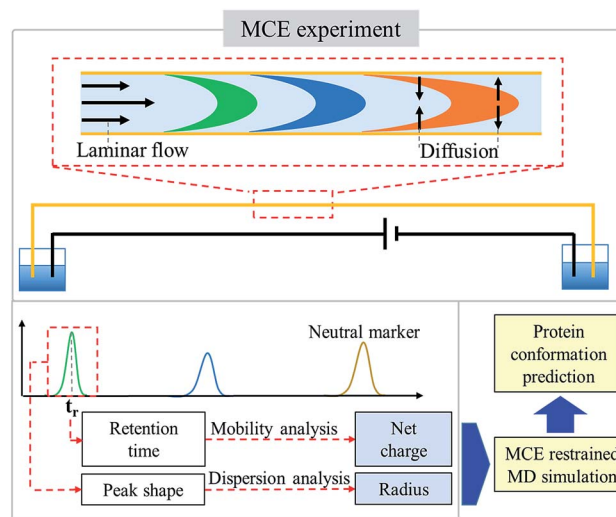 MCE experiment
Laminar flow
Diffusion
Neutral marker
tr
Retention
time
Mobility analysis
Net
charge
Peak shape
Dispersion analysis
Radius
Protein
conformation
prediction
MCE restrained
MD simulation